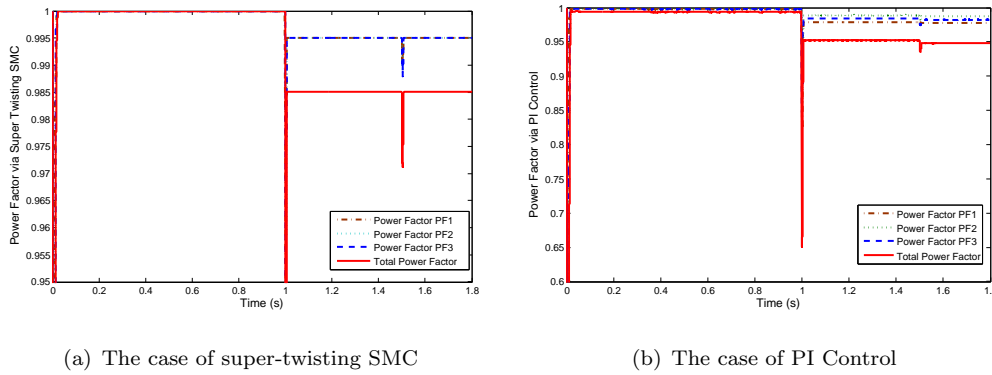 Power Factor via Super Twisting SMC
1
0.995
0.99
0.985
0.98
0.975
0.97
0.965
0.96
0.955
0.95
0
0.2
0.4
0.6
0.8
1
1.2
1.4
1.6
1.8
Time (s)
Power Factor PF1
Power Factor PF2
Power Factor PF3
Total Power Factor
(a) The case of super-twisting SMC
Power Factor via PI Control
1
0.95
0.9
0.85
0.8
0.75
0.7
0.65
0.6
0
0.2
0.4
0.6
0.8
1
1.2
1.4
1.6
1.8
Time (s)
Power Factor PF1
Power Factor PF2
Power Factor PF3
Total Power Factor
(b) The case of PI Control